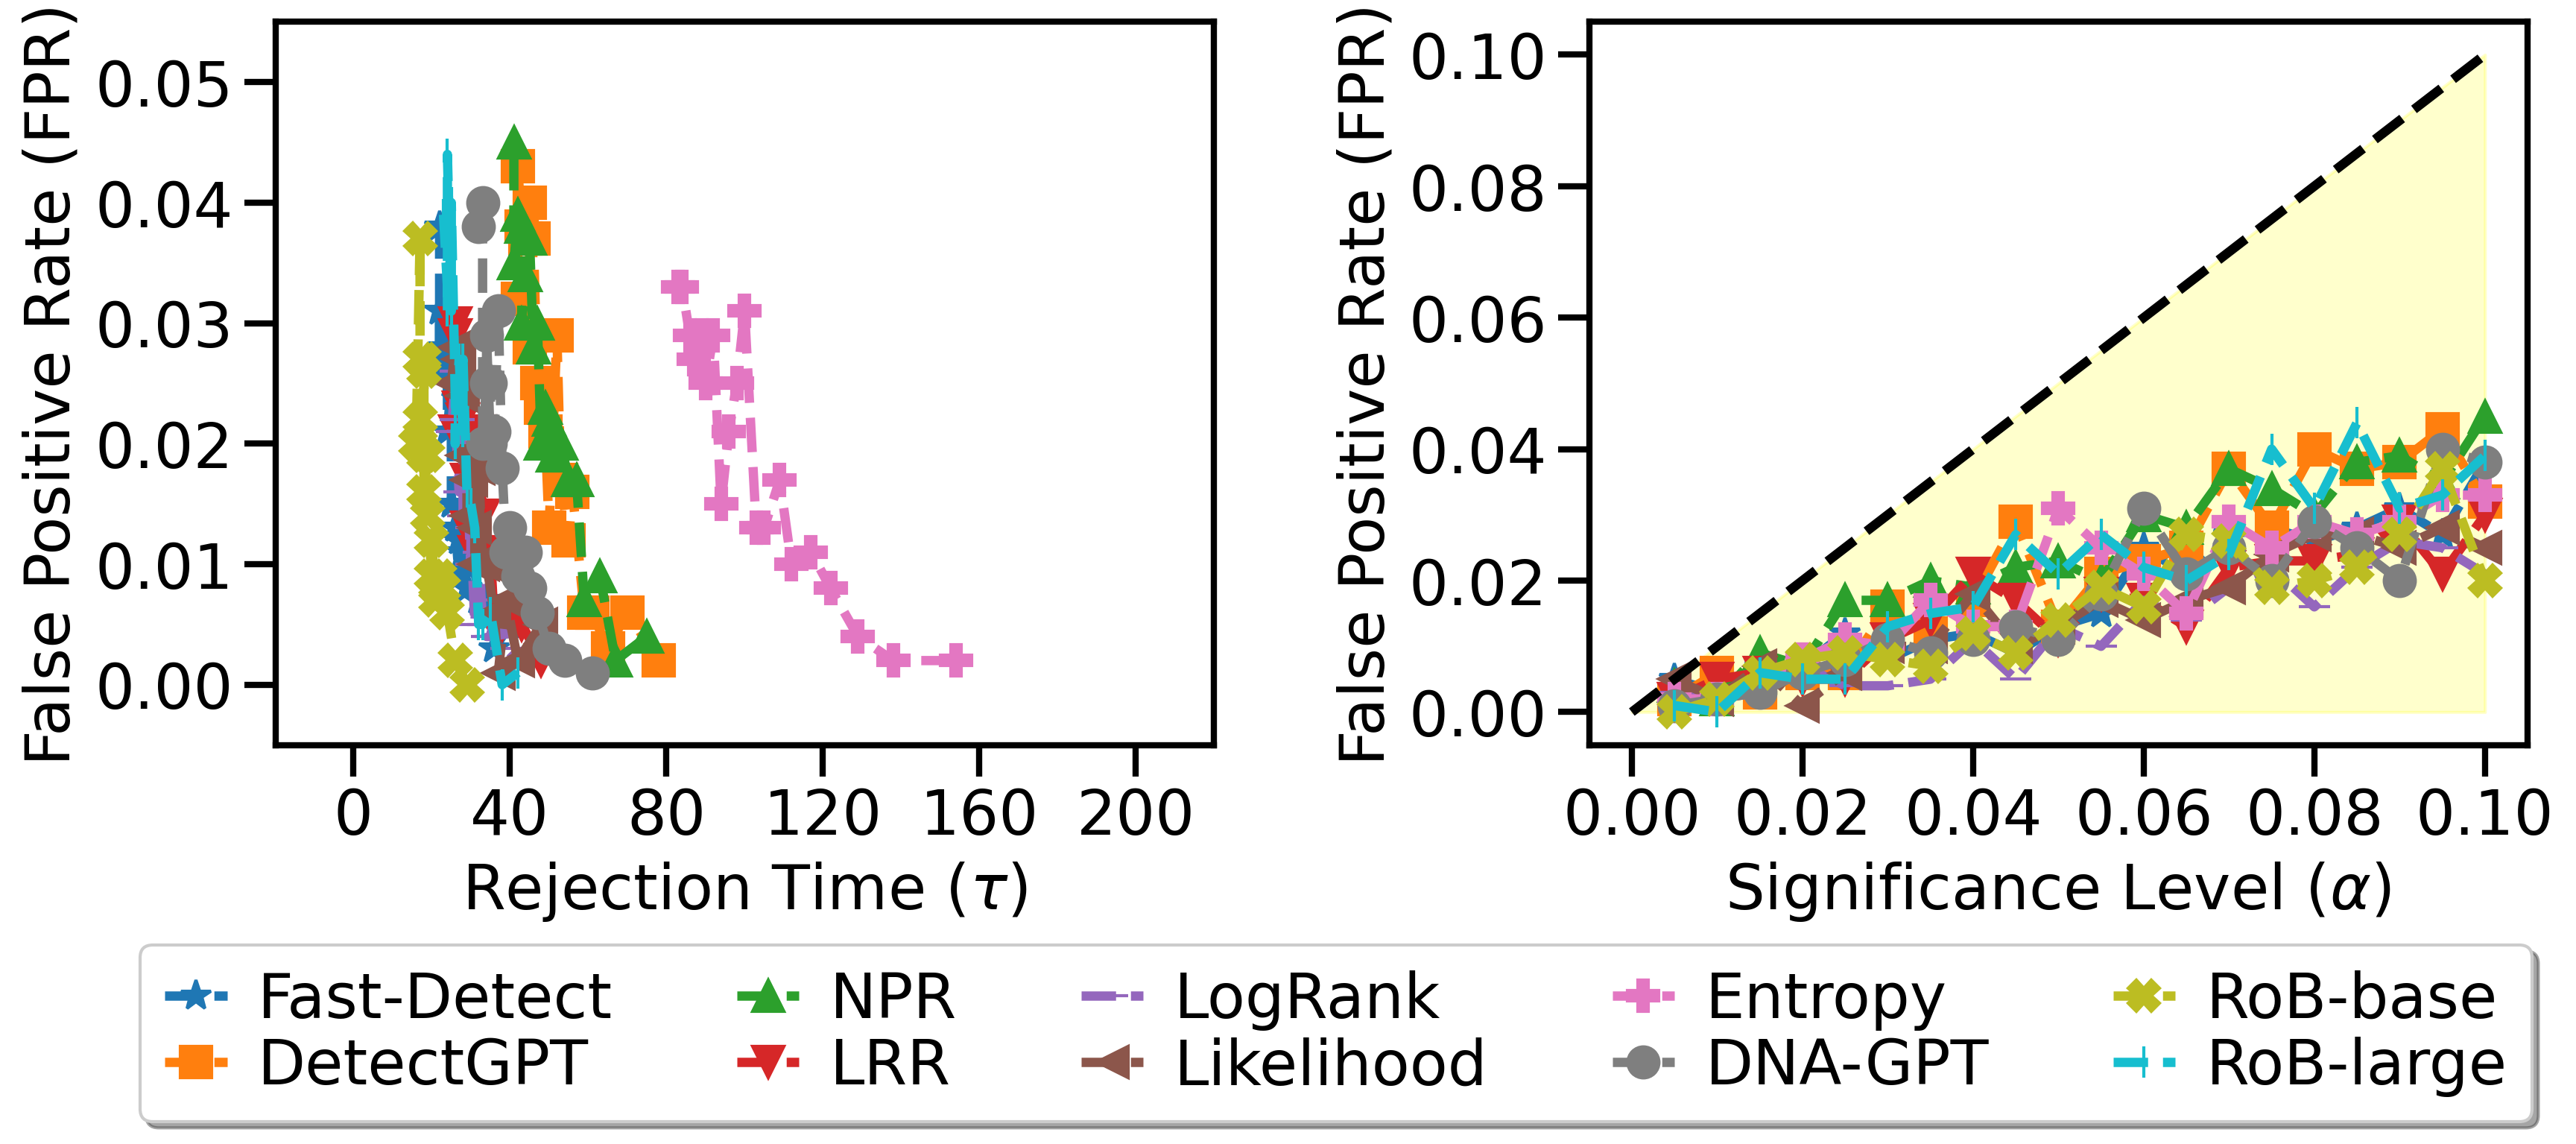 False Positive Rate (FPR)
0.05
0.04
0.03
0.02
0.01
0.00
0 40 80 120 160 200
Rejection Time (τ)
False Positive Rate (FPR)
0.10
0.08
0.06
0.04
0.02
0.00
0.00 0.02 0.04 0.06 0.08 0.10
Significance Level (α)
Fast-Detect NPR LogRank Entropy RoB-base
DetectGPT LRR Likelihood DNA-GPT RoB-large